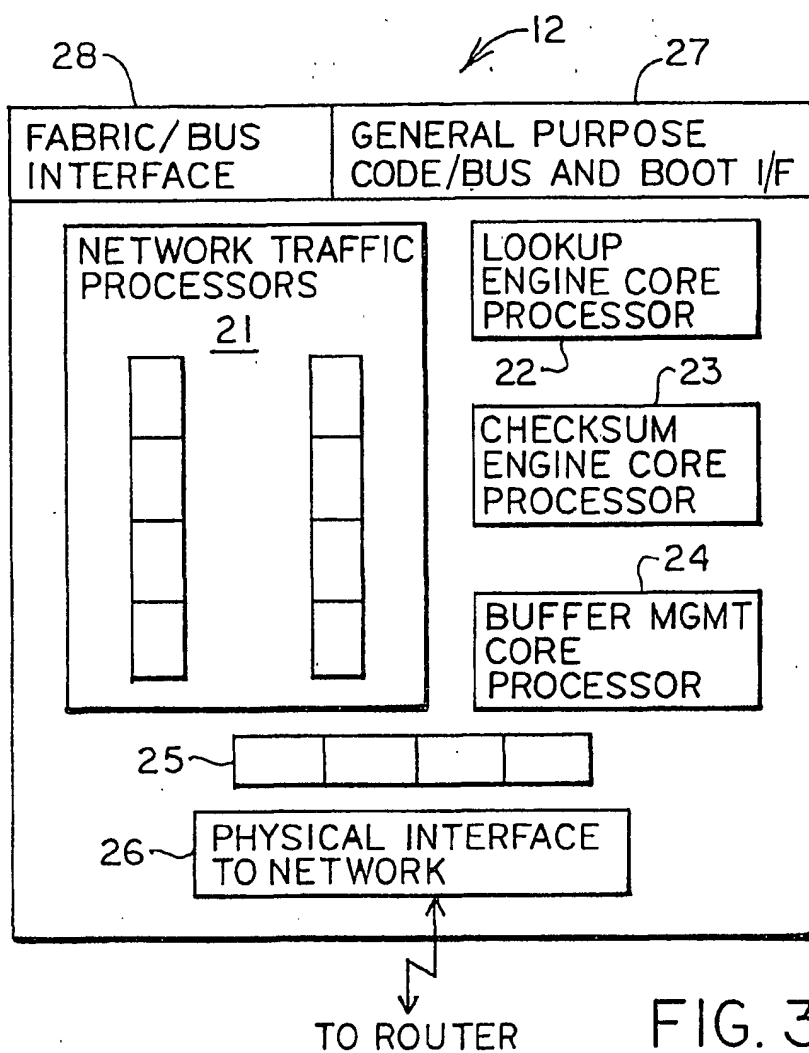 12
28
27
FABRIC/BUS
INTERFACE
GENERAL PURPOSE
CODE/BUS AND BOOT I/F
NETWORK TRAFFIC
PROCESSORS
21
LOOKUP
ENGINE CORE
PROCESSOR
22
23
CHECKSUM
ENGINE CORE
PROCESSOR
24
BUFFER MGMT
CORE
PROCESSOR
25
26
PHYSICAL INTERFACE
TO NETWORK
TO ROUTER
FIG. 3